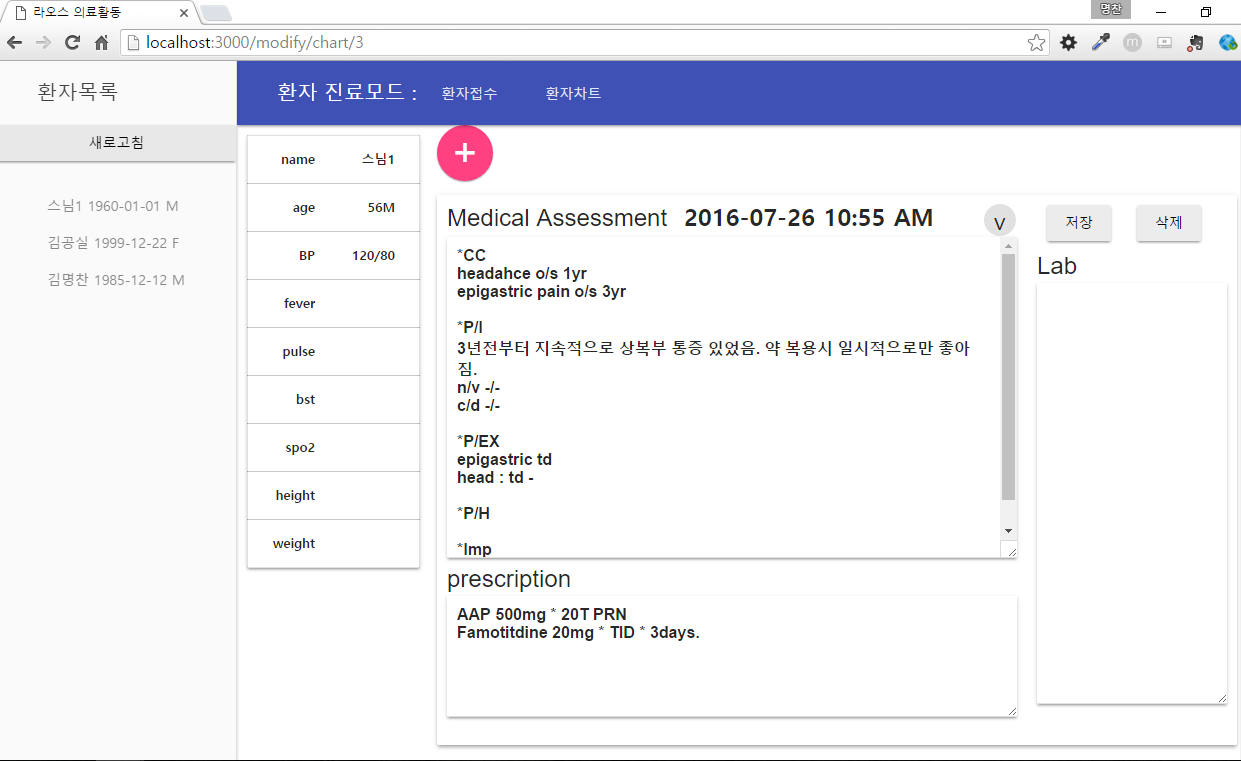 라오스 의료활동
명찬
localhost:3000/modify/chart/3
환자목록
환자 진료모드 :
환자접수
환자차트
새로고침
스님1 1960-01-01 M
김공실 1999-12-22 F
김명찬 1985-12-12 M
name 스님1
age 56M
BP 120/80
fever
pulse
bst
spo2
height
weight
+
Medical Assessment 2016-07-26 10:55 AM
V
저장
삭제
*CC
headahce o/s 1yr
epigastric pain o/s 3yr
*P/I
3년전부터 지속적으로 상복부 통증 있었음. 약 복용시 일시적으로만 좋아
짐.
n/v -/-
c/d -/-
*P/EX
epigastric td
head : td -
*P/H
*Imp
prescription
AAP 500mg * 20T PRN
Famotitdine 20mg * TID * 3days.
Lab